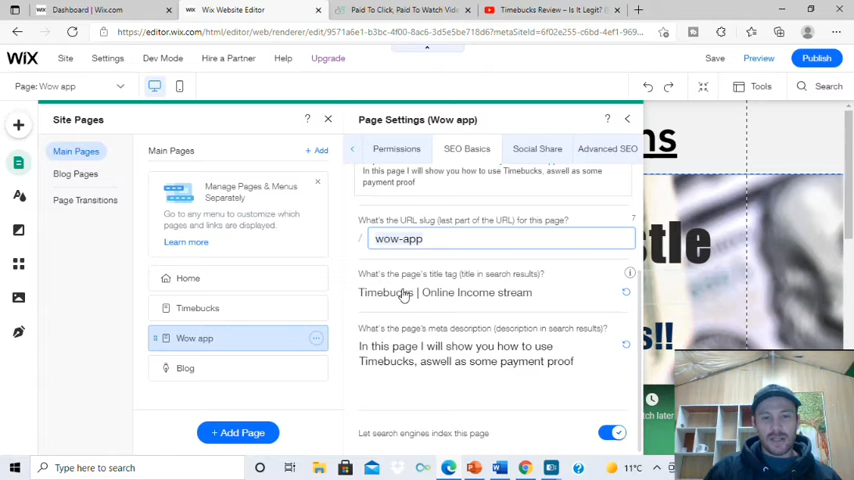 Dashboard | Wix.com
Wix Website Editor
Paid To Click, Paid To Watch Vide
Timebucks Review – Is It Legit? (
https://editor.wix.com/html/editor/web/renderer/edit/9571a6e1-b028-4ac6-3d5e5be718d6?metaSiteId=6f02e255-c6bd-4ef1-969...
WiX
Site
Settings
Dev Mode
Hire a Partner
Help
Upgrade
Save
Preview
Publish
Page: Wow app
Tools
Search
Site Pages
?
Page Settings (Wow app)
?
Main Pages
Blog Pages
Page Transitions
Main Pages
+ Add
Manage Pages & Menus
Separately
Go to any menu to customize which
pages and links are displayed.
Learn more
Home
Timebucks
Wow app
Blog
+ Add Page
Permissions
SEO Basics
Social Share
Advanced SEO
In this page I will show you how to use Timebucks, aswell as some
payment proof
What's the URL slug (last part of the URL) for this page?
7
/ wow-app
What's the page's title tag (title in search results)?
Timebucks | Online Income stream
What's the page's meta description (description in search results)?
In this page I will show you how to use
Timebucks, aswell as some payment proof
Let search engines index this page
ns
stle
s!!
tch later
Type here to search
11°C